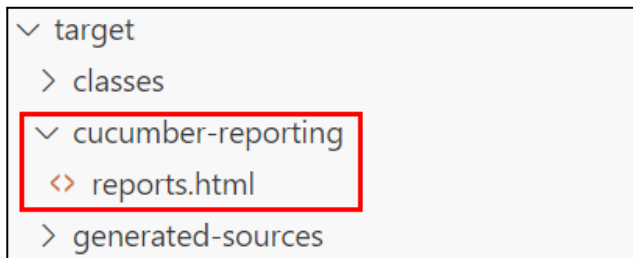 target
classes
cucumber-reporting
<> reports.html
generated-sources